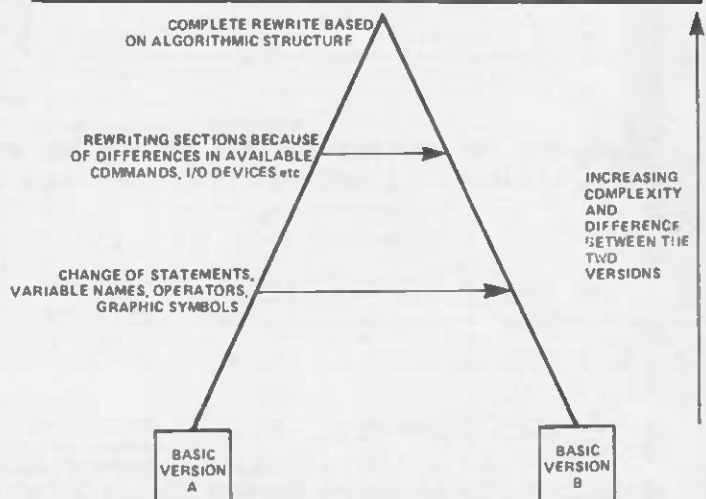 COMPLETE REWRITE BASED
ON ALGORITHMIC STRUCTURE
REWRITING SECTIONS BECAUSE
OF DIFFERENCES IN AVAILABLE
COMMANDS, I/O DEVICES etc
INCREASING
COMPLEXITY
AND
DIFFERENCE
BETWEEN THE
TWO
VERSIONS
CHANGE OF STATEMENTS,
VARIABLE NAMES, OPERATORS,
GRAPHIC SYMBOLS
BASIC
VERSION
A
BASIC
VERSION
B